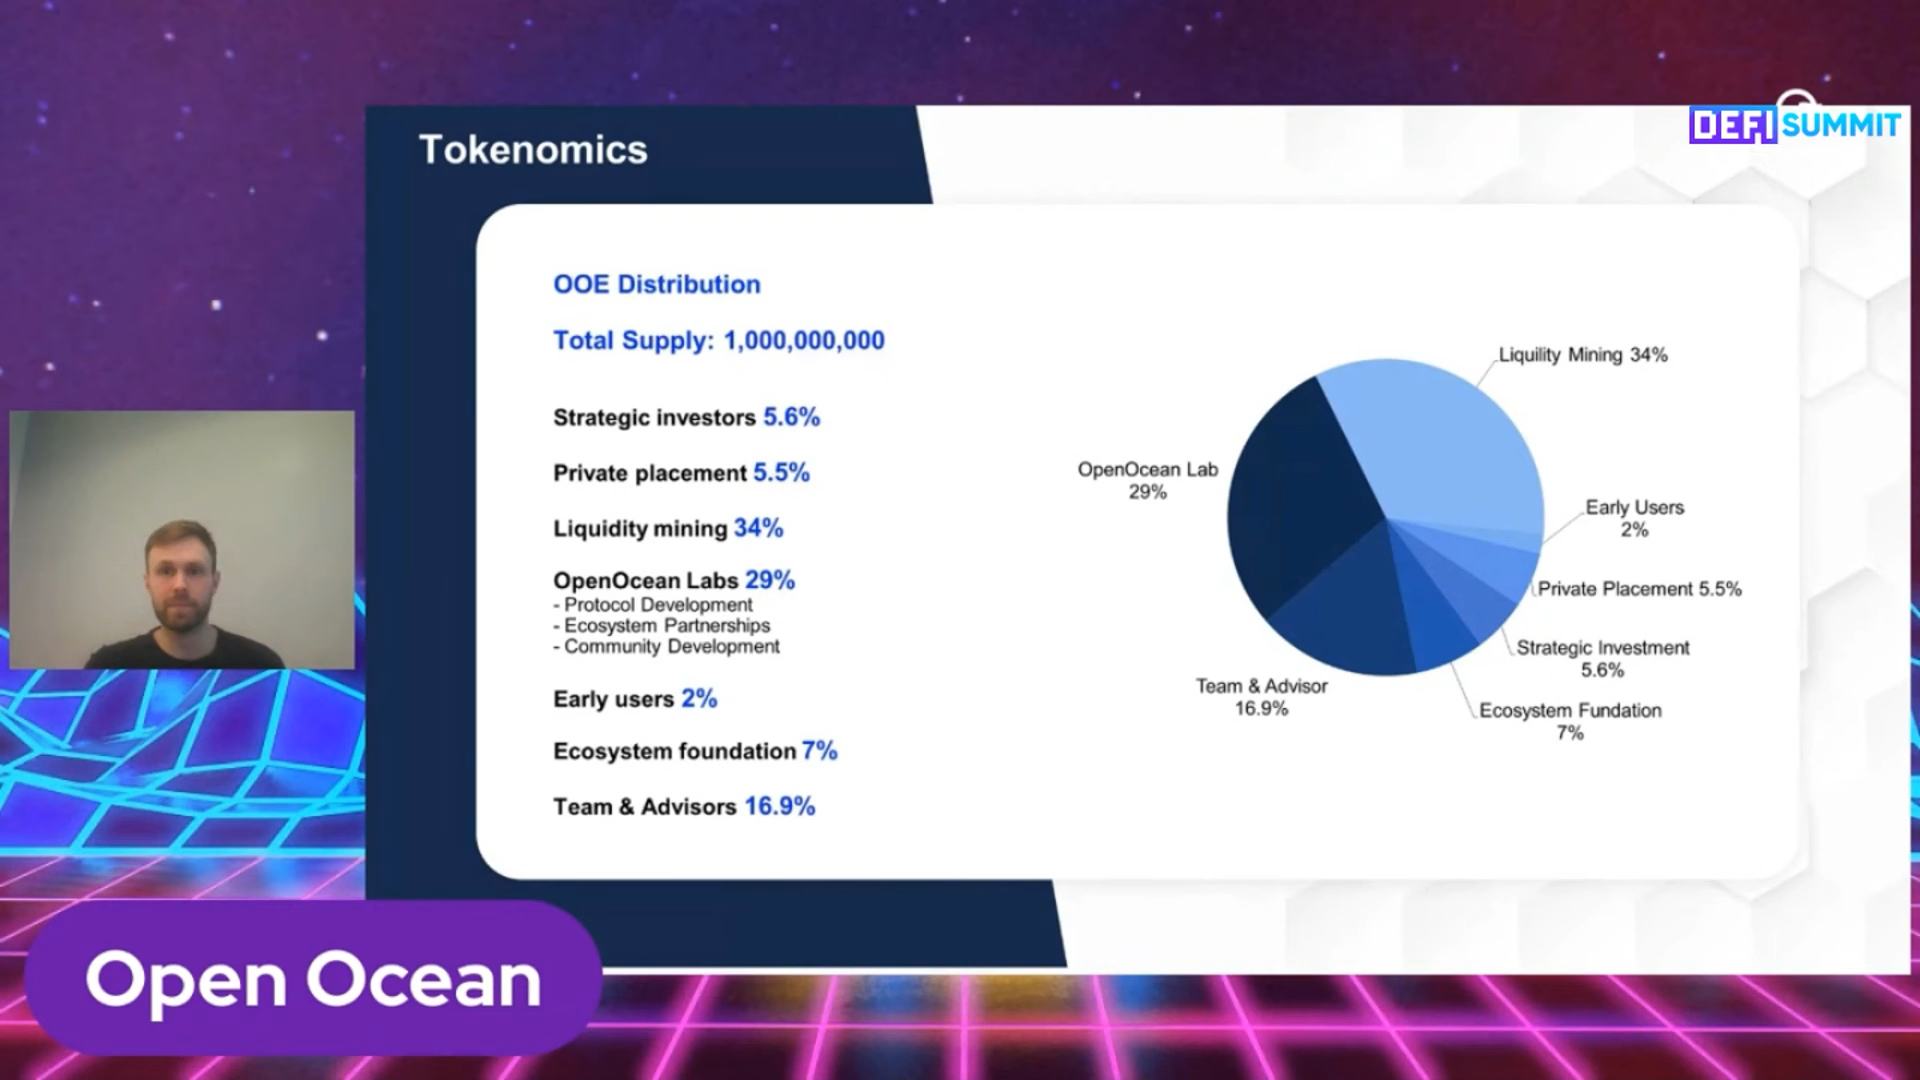 DEFI SUMMIT
Tokenomics
OOE Distribution
Total Supply: 1,000,000,000
Strategic investors 5.6%
Private placement 5.5%
Liquidity mining 34%
OpenOcean Labs 29%
- Protocol Development
- Ecosystem Partnerships
- Community Development
Early users 2%
Ecosystem foundation 7%
Team & Advisors 16.9%
Liquility Mining 34%
OpenOcean Lab
29%
Early Users
2%
Private Placement 5.5%
Strategic Investment
5.6%
Team & Advisor
16.9%
Ecosystem Fundation
7%
Open Ocean